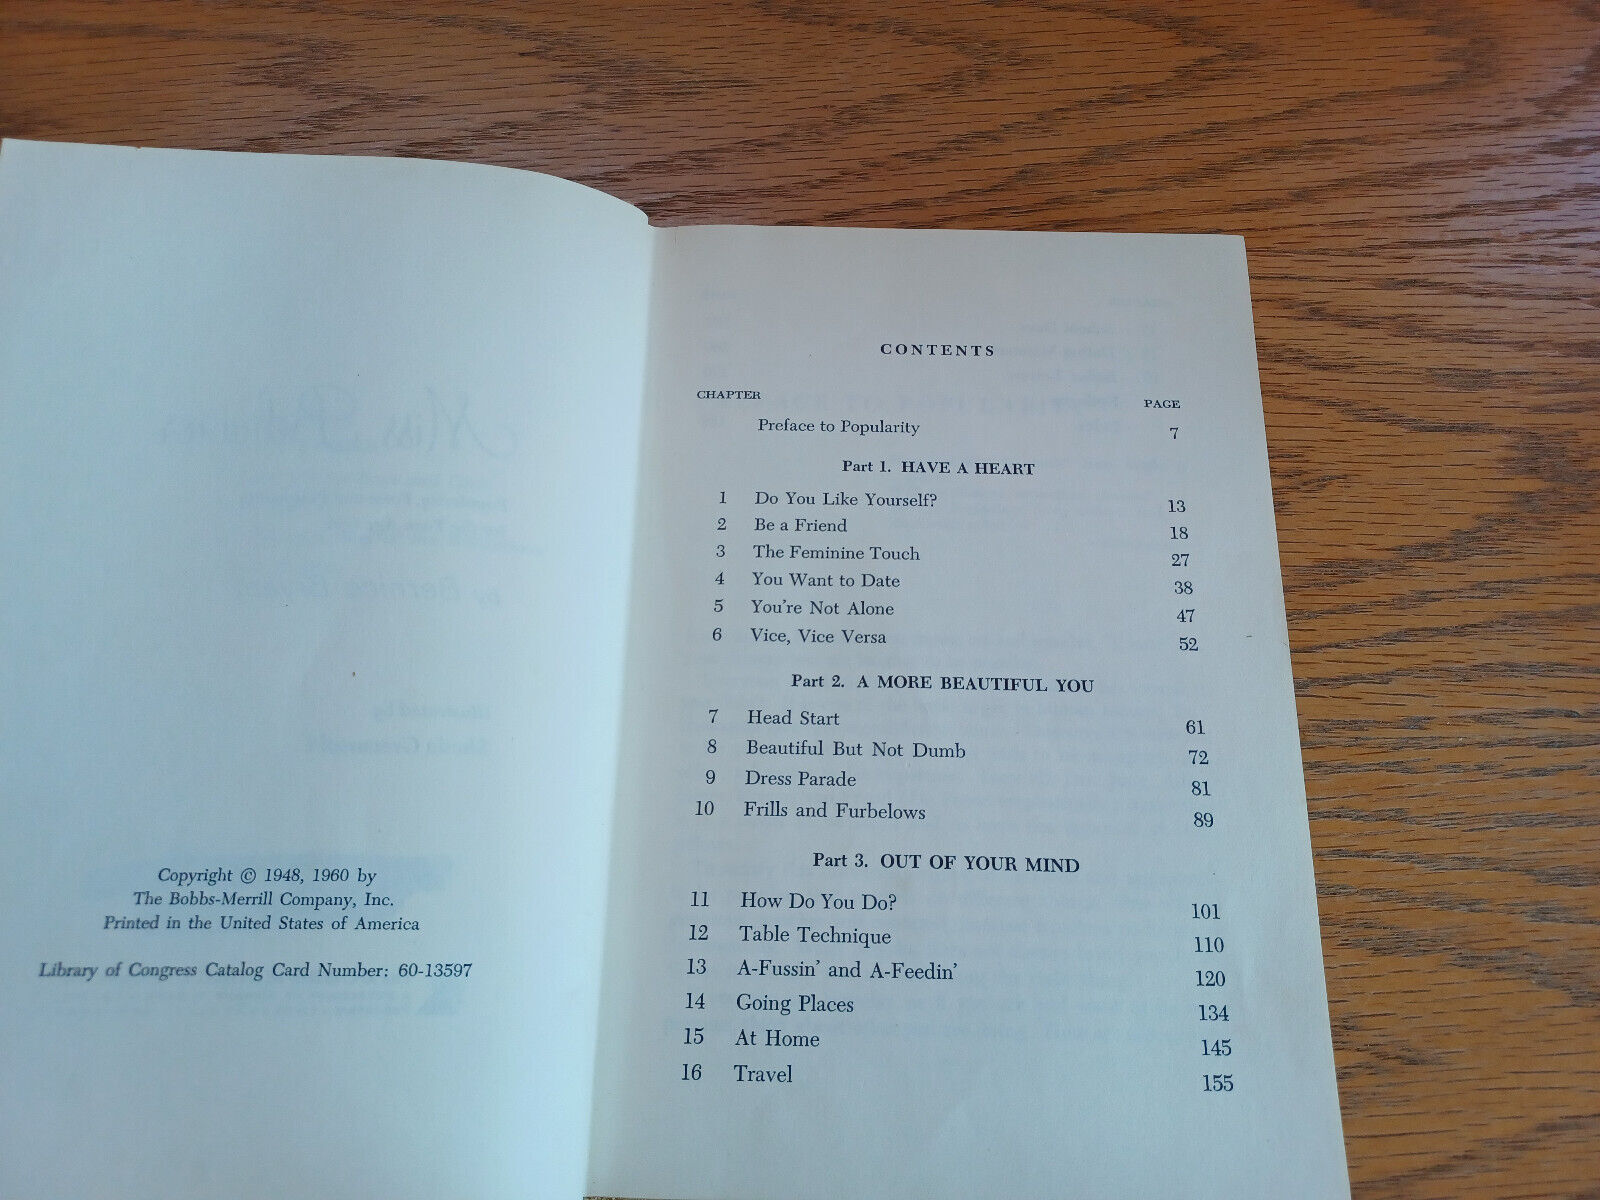 Copyright © 1948, 1960 by
The Bobbs-Merrill Company, Inc.
Printed in the United States of America
Library of Congress Catalog Card Number: 60-13597
CONTENTS
CHAPTER PAGE
Preface to Popularity 7
Part 1. HAVE A HEART
1 Do You Like Yourself? 13
2 Be a Friend 18
3 The Feminine Touch 27
4 You Want to Date 38
5 You're Not Alone 47
6 Vice, Vice Versa 52
Part 2. A MORE BEAUTIFUL YOU
7 Head Start 61
8 Beautiful But Not Dumb 72
9 Dress Parade 81
10 Frills and Furbelows 89
Part 3. OUT OF YOUR MIND
11 How Do You Do? 101
12 Table Technique 110
13 A-Fussin' and A-Feedin' 120
14 Going Places 134
15 At Home 145
16 Travel 155